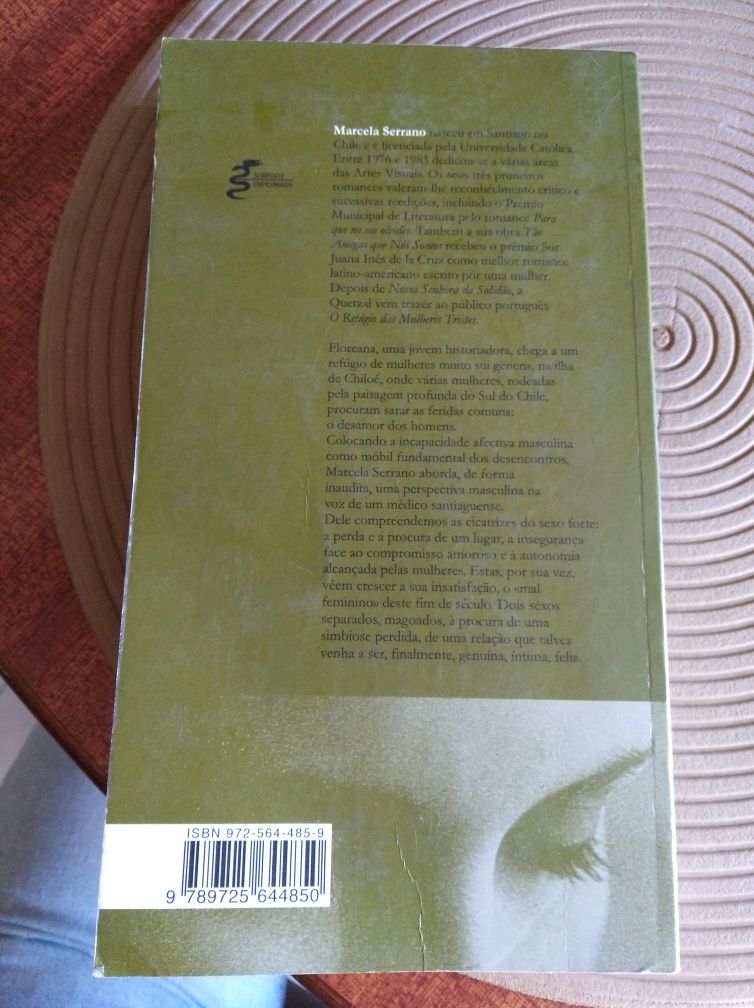 Marcela Serrano nasceu em Santiago no
Chile e é licenciada pela Universidade Católica.
Entre 1976 e 1983 dedicou-se a várias áreas
das Artes Visuais. Os seus três primeiros
romances valeram-lhe reconhecimento crítico e
sucessivas reedições, incluindo o Prémio
Municipal de Literatura pelo romance Para
que no me olvides. Também a sua obra Tão
Amigas que Nós Somos recebeu o prémio Sor
Juana Inés de la Cruz como melhor romance
latino-americano escrito por uma mulher.
Depois de Nossa Senhora da Solidão, a
Quetzal vem trazer ao público português
O Refúgio das Mulheres Tristes.
SERPENTE
EMPLUMADA
Floreana, uma jovem historiadora, chega a um
refúgio de mulheres muito sui generis, na ilha
de Chiloé, onde várias mulheres, rodeadas
pela paisagem profunda do Sul do Chile,
procuram sarar as feridas comuns:
o desamor dos homens.
Colocando a incapacidade afectiva masculina
como móbil fundamental dos desencontros,
Marcela Serrano aborda, de forma
inaudita, uma perspectiva masculina na
voz de um médico santiaguense.
Dele compreendemos as cicatrizes do sexo forte:
a perda e a procura de um lugar, a insegurança
face ao compromisso amoroso e à autonomia
alcançada pelas mulheres. Estas, por sua vez,
vêem crescer a sua insatisfação, o «mal
feminino» deste fim de século. Dois sexos
separados, magoados, à procura de uma
simbiose perdida, de uma relação que talvez
venha a ser, finalmente, genuína, íntima, feliz.
ISBN 972-564-485-9
9 789725 644850